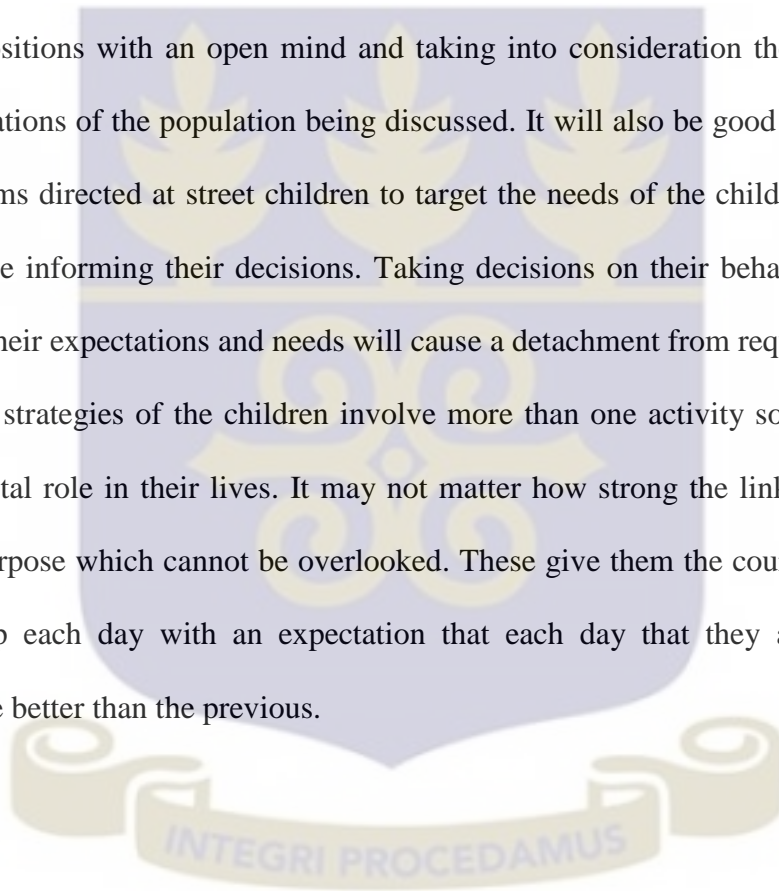 sitions with an open mind and taking into consideration th
ations of the population being discussed. It will also be good
ms directed at street children to target the needs of the child
e informing their decisions. Taking decisions on their beha
heir expectations and needs will cause a detachment from req
strategies of the children involve more than one activity so
tal role in their lives. It may not matter how strong the link
rpose which cannot be overlooked. These give them the cou
p each day with an expectation that each day that they a
e better than the previous.
INTEGRI PROCEDAMUS